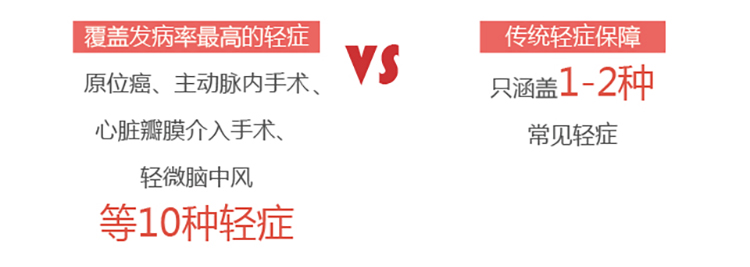 覆盖发病率最高的轻症
原位癌、主动脉内手术、
心脏瓣膜介入手术、
轻微脑中风
等10种轻症
VS
传统轻症保障
只涵盖1-2种
常见轻症